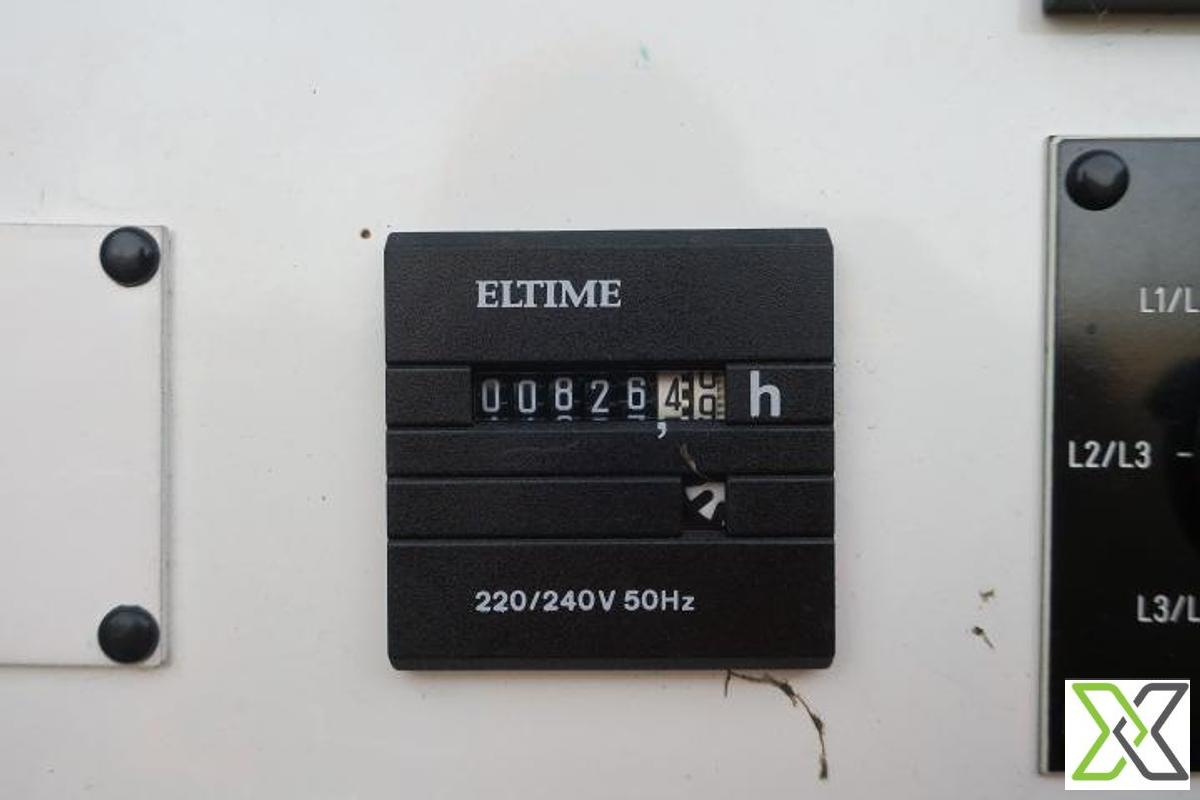 ELTIME
00826,4 h
220/240V 50Hz
L1/L
L2/L3 -
L3/L